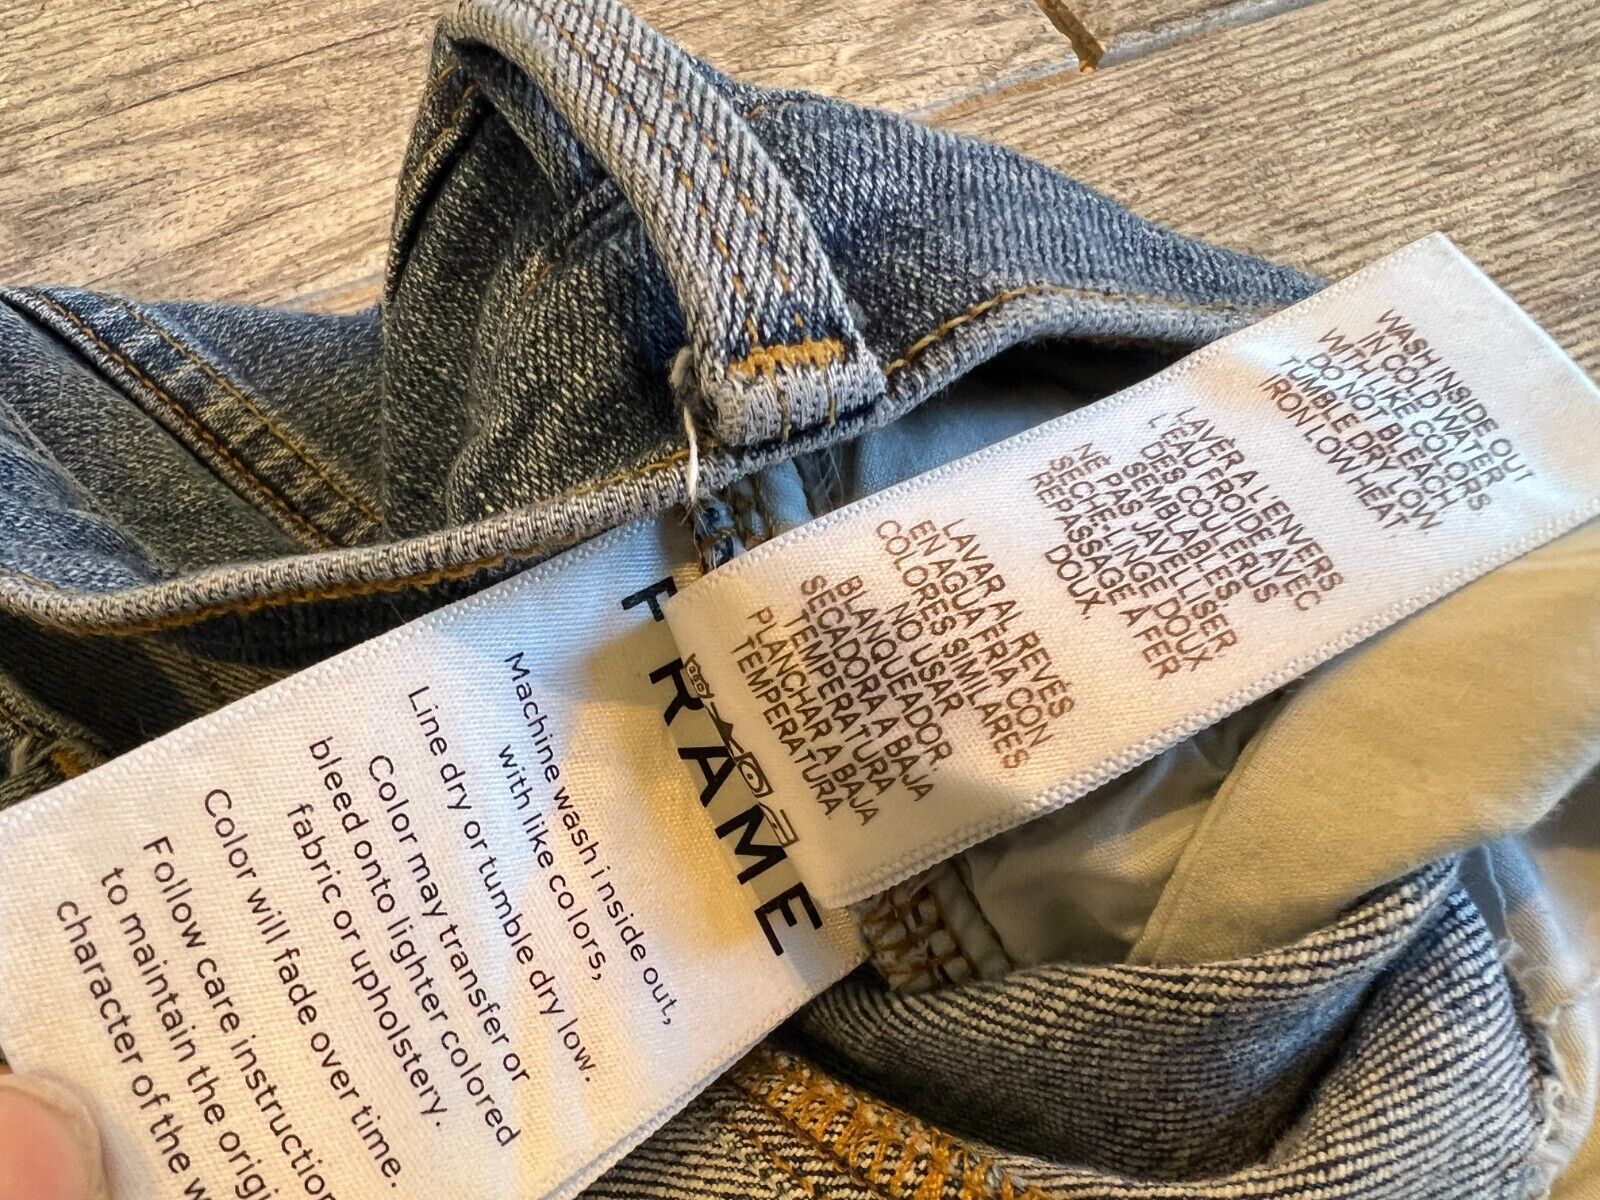 FRAME
Machine wash inside out,
with like colors,
Line dry or tumble dry low.
Color may transfer or
bleed onto lighter colored
fabric or upholstery.
Color will fade over time.
Follow care instruction
to maintain the origi
character of the w
WASH INSIDE OUT
IN COLD WATER
WTH LIKE COLORS
DO NOT BLEACH
TUMBLE DRY LOW.
IRON LOW HEAT.
LAVER A L'ENVERS
L'EAU FROIDE AVEC
DES COULERUS
SEMBLABLES.
NE PAS JAVELLISER
SECHE-LINGE DOUX
REPASSAGE A FER
DOUX.
LAVAR AL REVES
EN AGUA FRIA CON
COLORES SIMILARES
NO USAR
BLANQUEADOR
SECADORA A BAJA
TEMPERATURA
PLANCHAR A BAJA
TEMPERATURA.